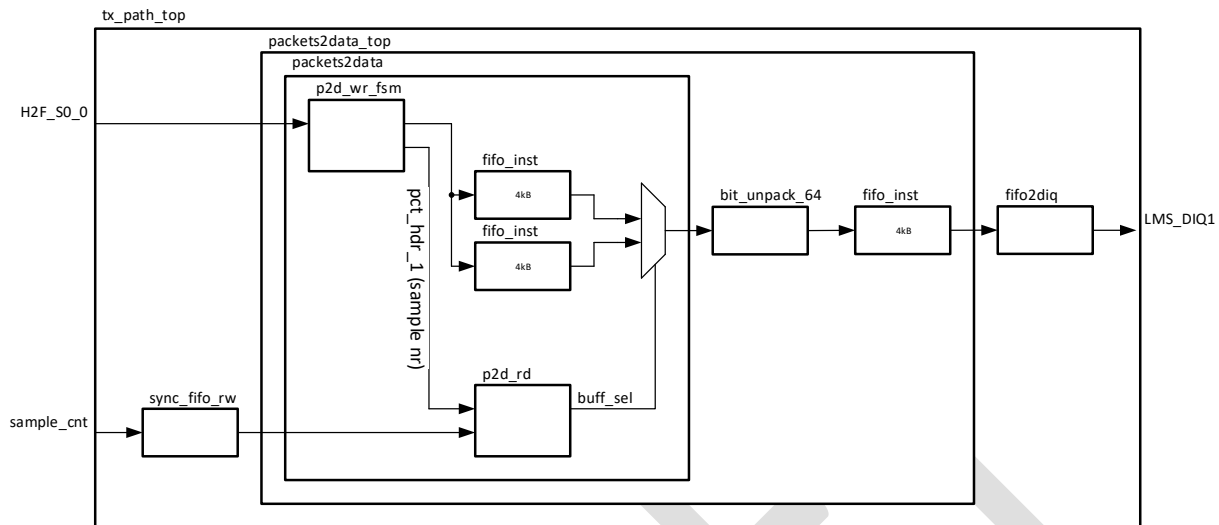 tx_path_top
packets2data_top
packets2data
p2d_wr_fsm
H2F_S0_0
fifo_inst
4kB
fifo_inst
4kB
pct_hdr_1 (sample nr)
bit_unpack_64
fifo_inst
4kB
fifo2diq
LMS_DIQ1
p2d_rd
buff_sel
sync_fifo_rw
sample_cnt